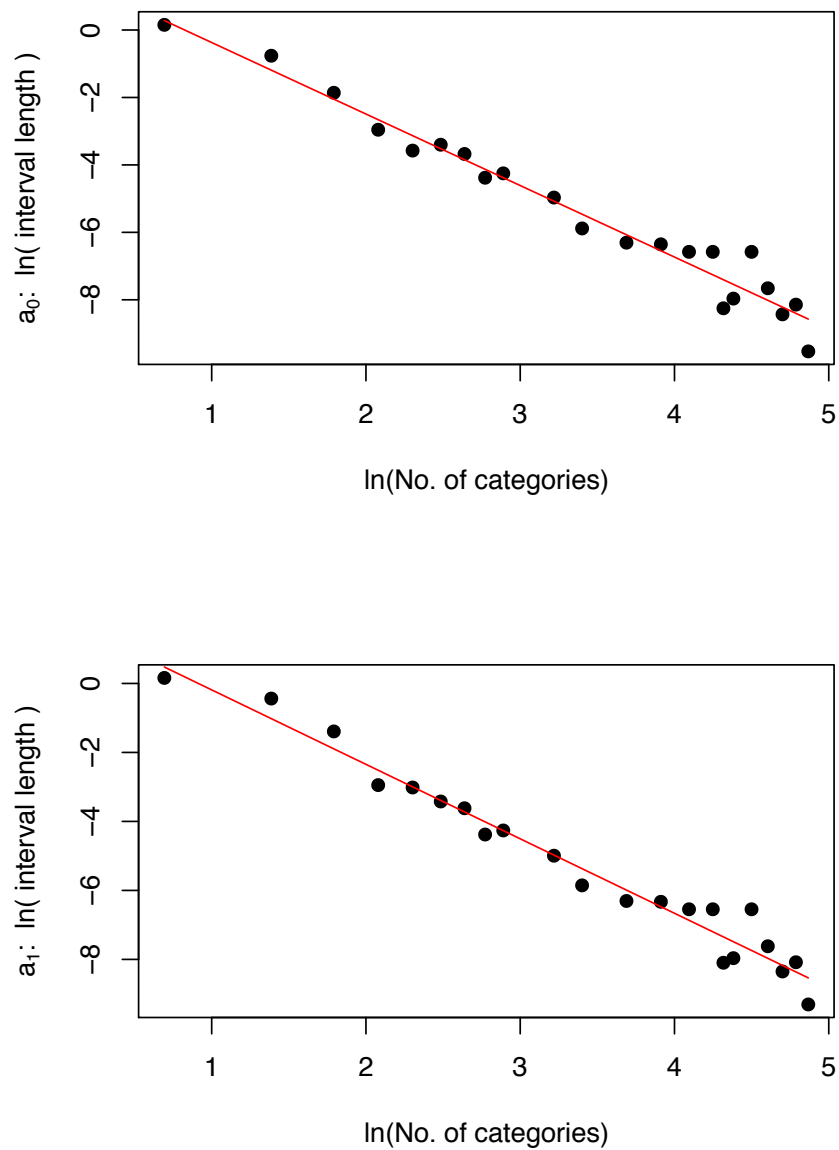 0
−2
−4
−6
−8
a₀: ln( interval length )
1 2 3 4 5
ln(No. of categories)
0
−2
−4
−6
−8
a₁: ln( interval length )
1 2 3 4 5
ln(No. of categories)